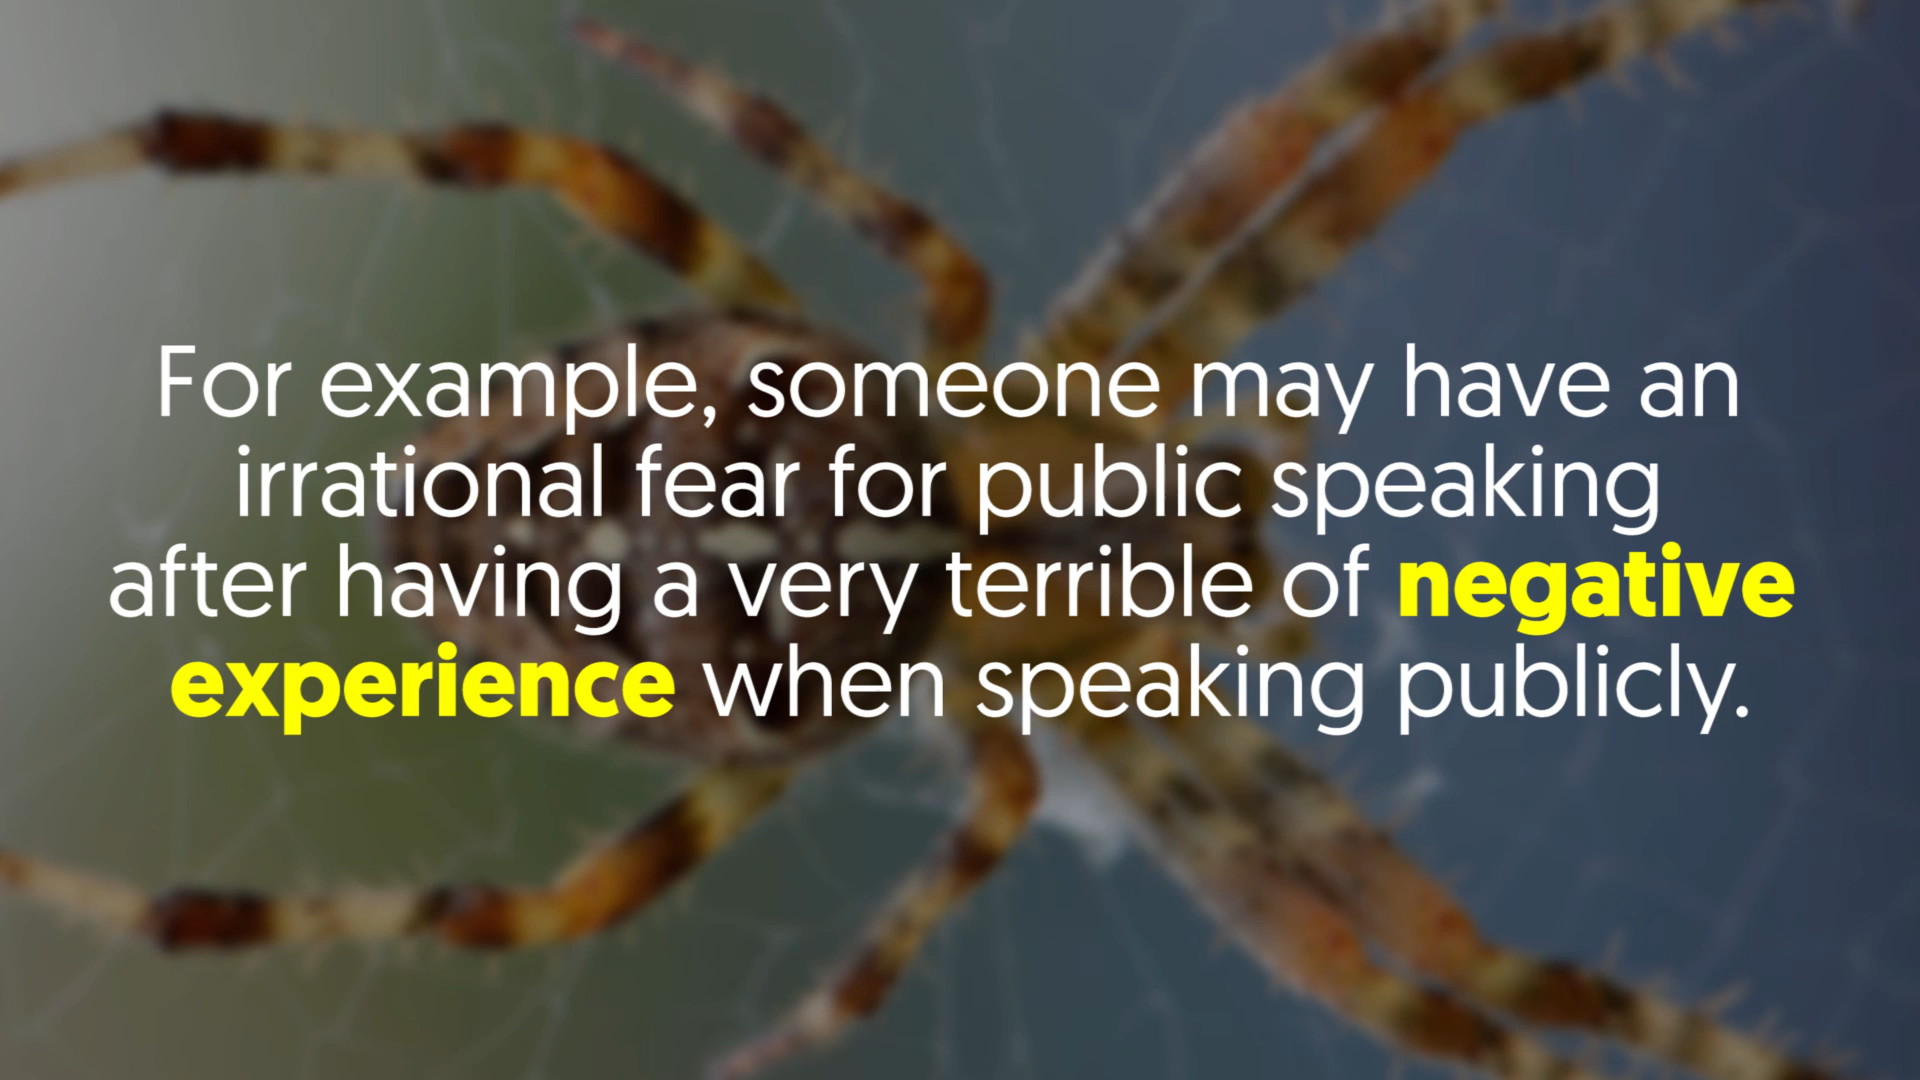 For example, someone may have an
irrational fear for public speaking
after having a very terrible of negative
experience when speaking publicly.